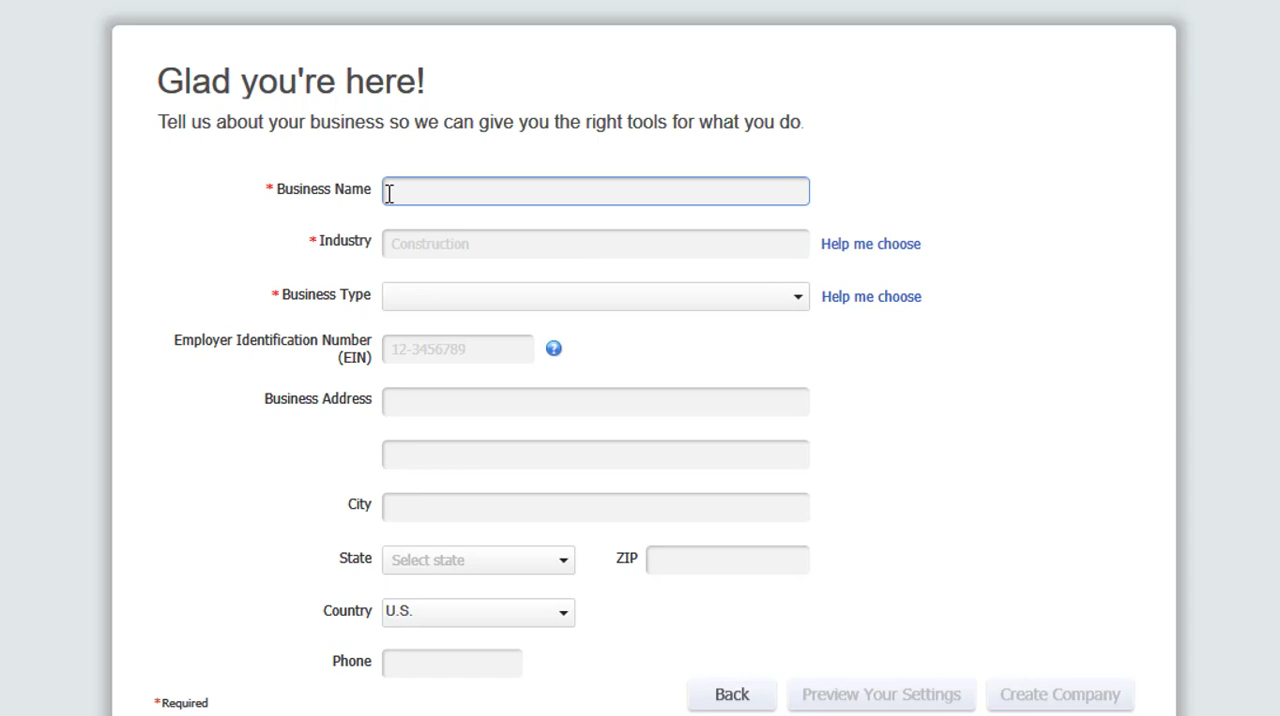 Glad you're here!
Tell us about your business so we can give you the right tools for what you do.
* Business Name
* Industry Construction Help me choose
* Business Type Help me choose
Employer Identification Number
(EIN) 12-3456789 ?
Business Address
City
State Select state ZIP
Country U.S.
Phone
*Required Back Preview Your Settings Create Company